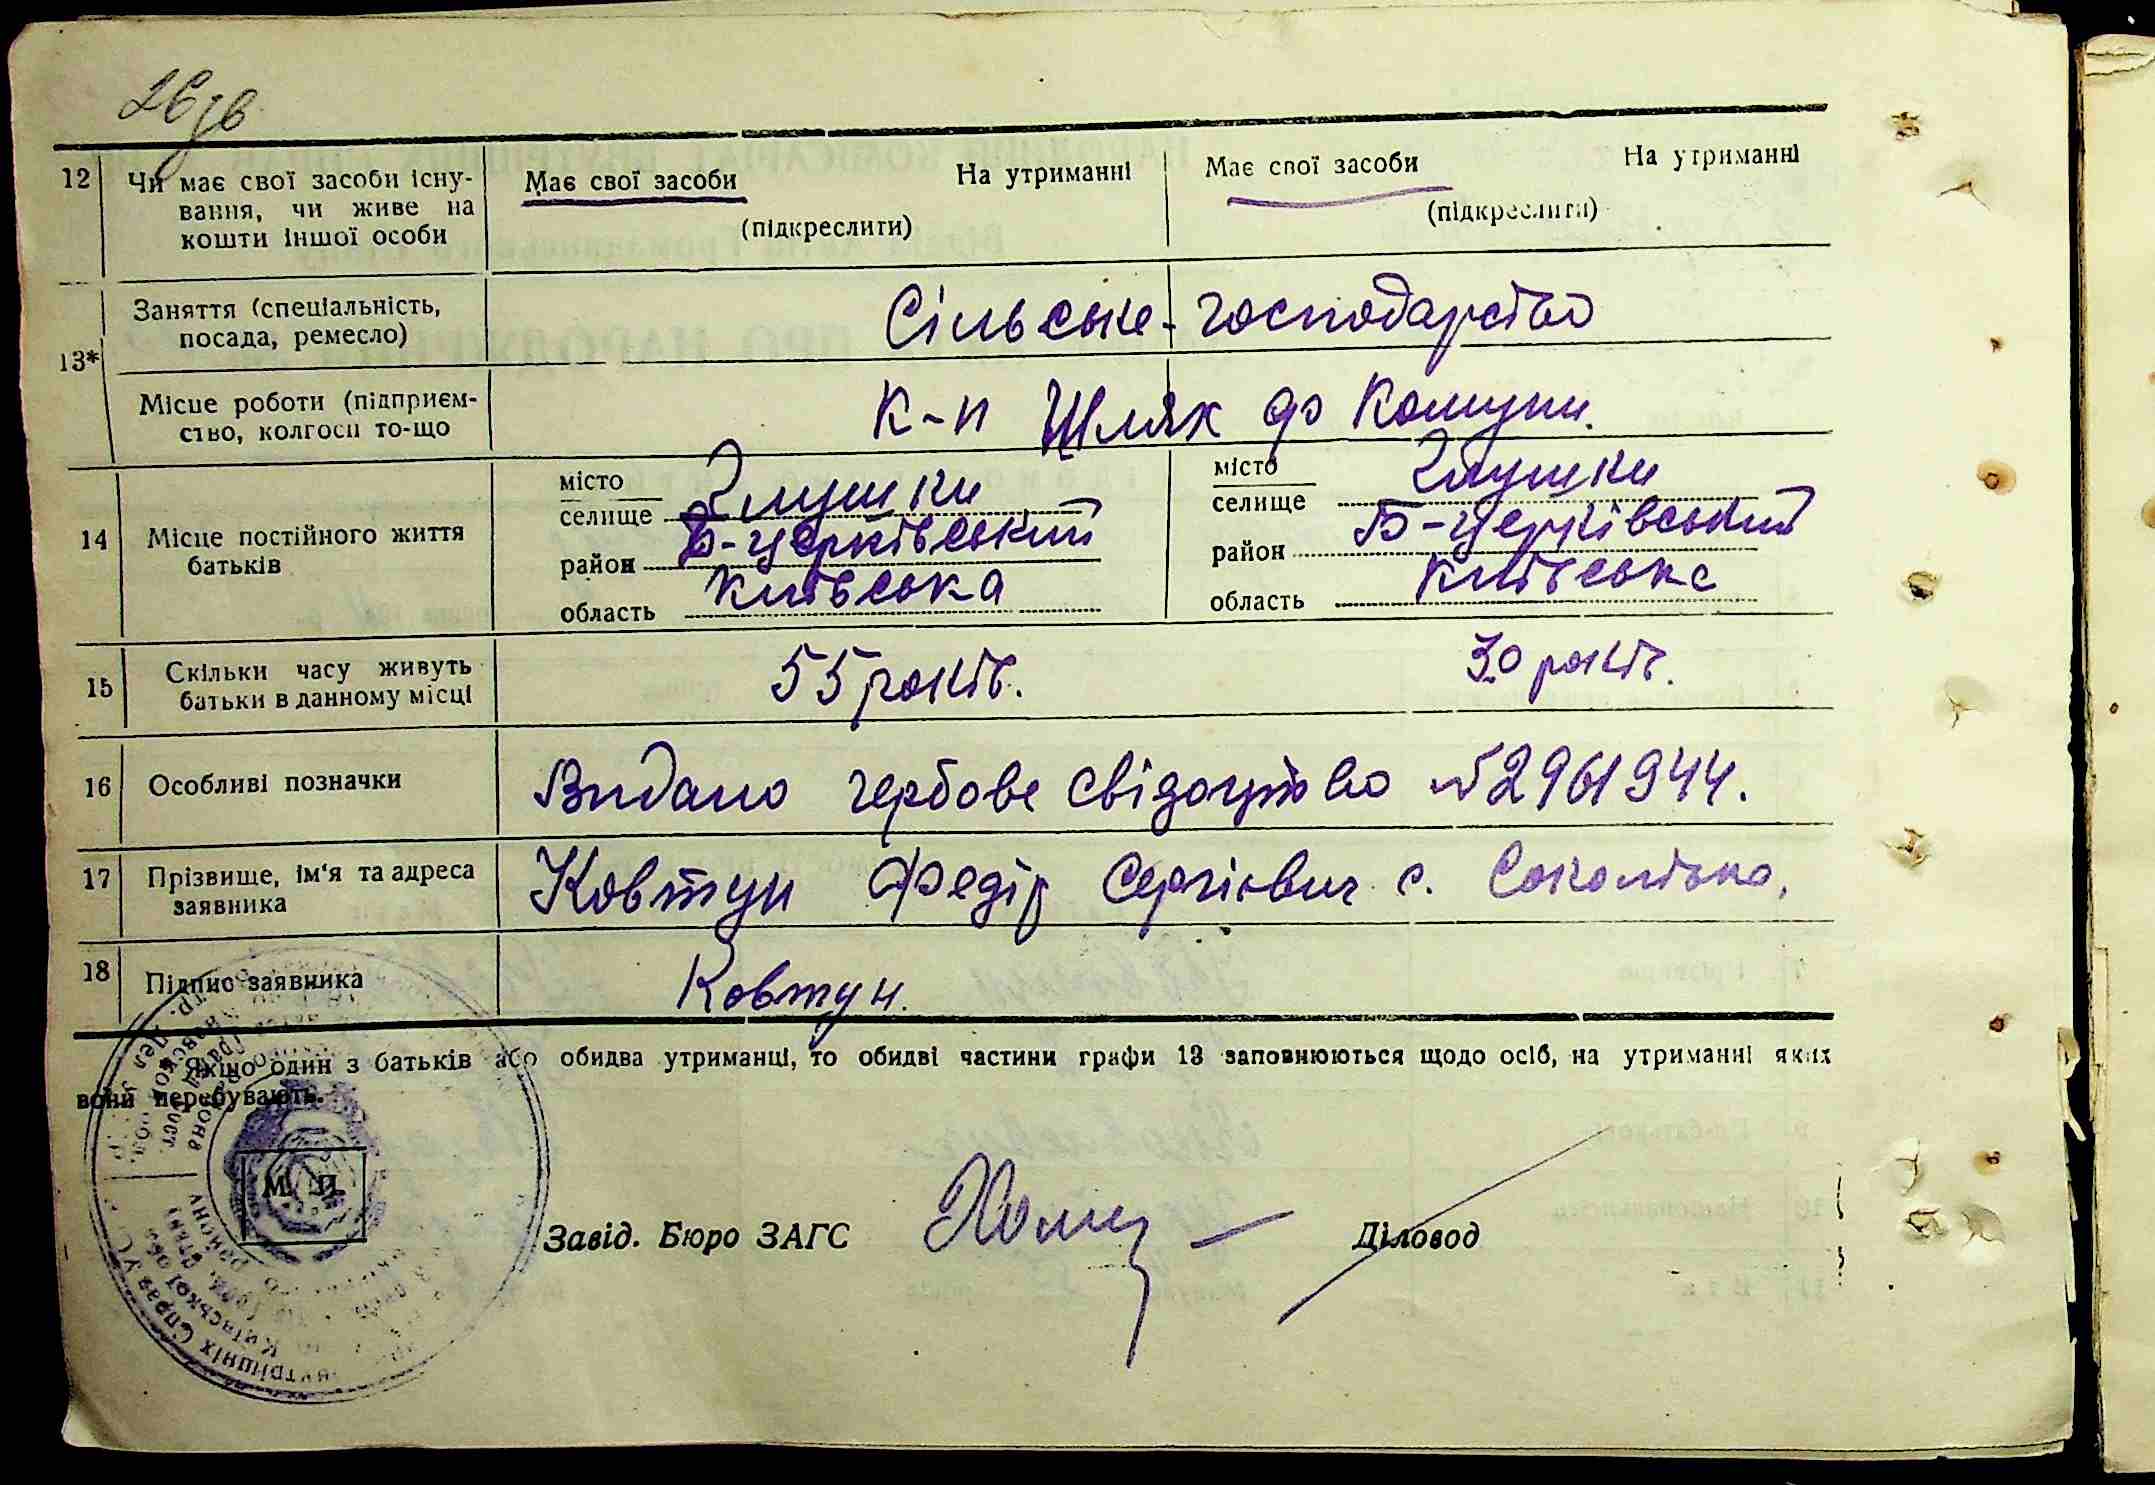 26 зв
12 Чи має свої засоби існу-
вання, чи живе на
кошти іншої особи
Має свої засоби На утриманні
(підкреслити)
Має свої засоби На утриманні
(підкреслити)
13* Заняття (спеціальність,
посада, ремесло)
Сільське-господарство
Місце роботи (підприєм-
ство, колгосп то-що
К-п Шлях до Комуни.
14 Місце постійного життя
батьків
місто
селище Глушки
район Б-Церківський
область Київська
місто
селище Глушки
район Б-Церківський
область Київська
15 Скільки часу живуть
батьки в данному місці
55 років. 30 років.
16 Особливі позначки
Видано гербове свідоцтво №2961944.
17 Прізвище, ім'я та адреса
заявника
Ковтун Федір Сергієвич с.
18 Підпис заявника
Ковтун.
Якщо один з батьків або обидва утриманці, то обидві частини графи 13 заповнюються щодо осіб, на утриманні яких
вони перебувають.
М. П.
Завід. Бюро ЗАГС Діловод